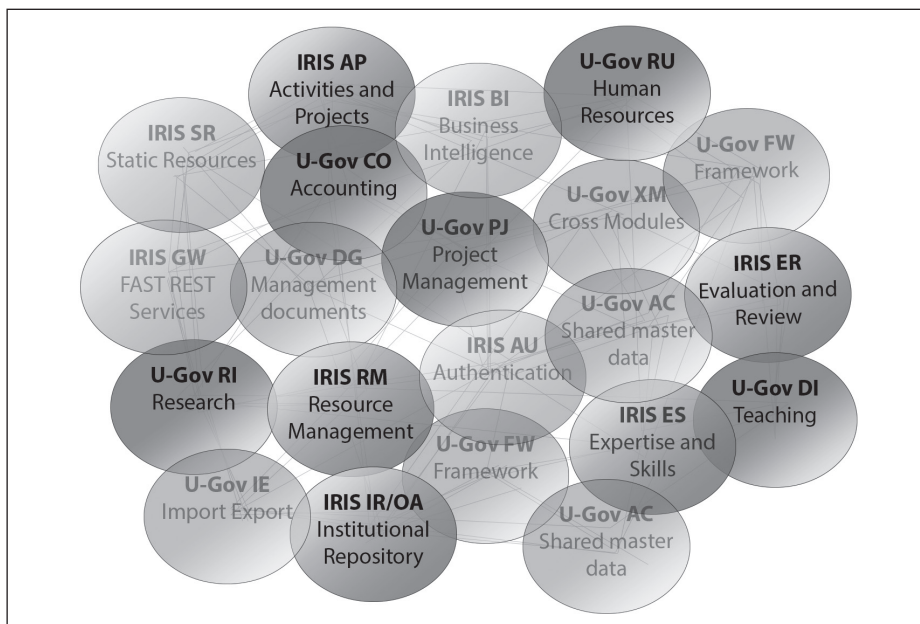 IRIS AP
Activities and
Projects
U-Gov RU
Human
Resources
IRIS BI
Business
Intelligence
IRIS SR
Static Resources
U-Gov FW
Framework
U-Gov CO
Accounting
U-Gov XM
Cross Modules
U-Gov PJ
Project
Management
IRIS GW
FAST REST
Services
U-Gov DG
Management
documents
IRIS ER
Evaluation and
Review
U-Gov AC
Shared master
data
IRIS AU
Authentication
U-Gov RI
Research
IRIS RM
Resource
Management
U-Gov DI
Teaching
IRIS ES
Expertise and
Skills
U-Gov FW
Framework
U-Gov IE
Import Export
IRIS IR/OA
Institutional
Repository
U-Gov AC
Shared master
data